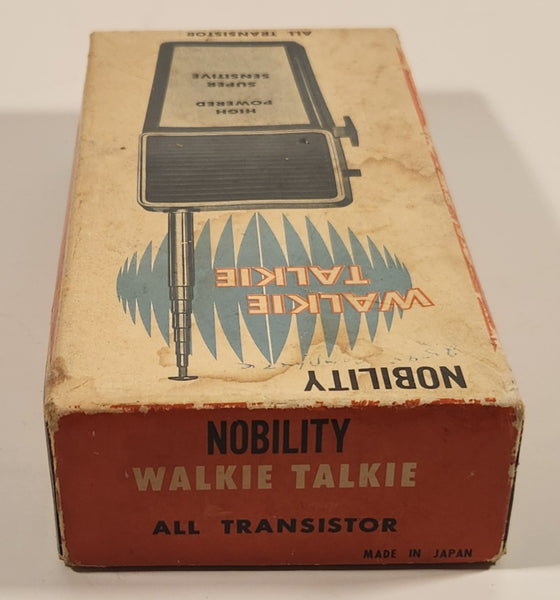 ALL TRANSISTOR
HIGH
POWERED
SUPER
SENSITIVE
WALKIE
TALKIE
NOBILITY
NOBILITY
WALKIE TALKIE
ALL TRANSISTOR
MADE IN JAPAN